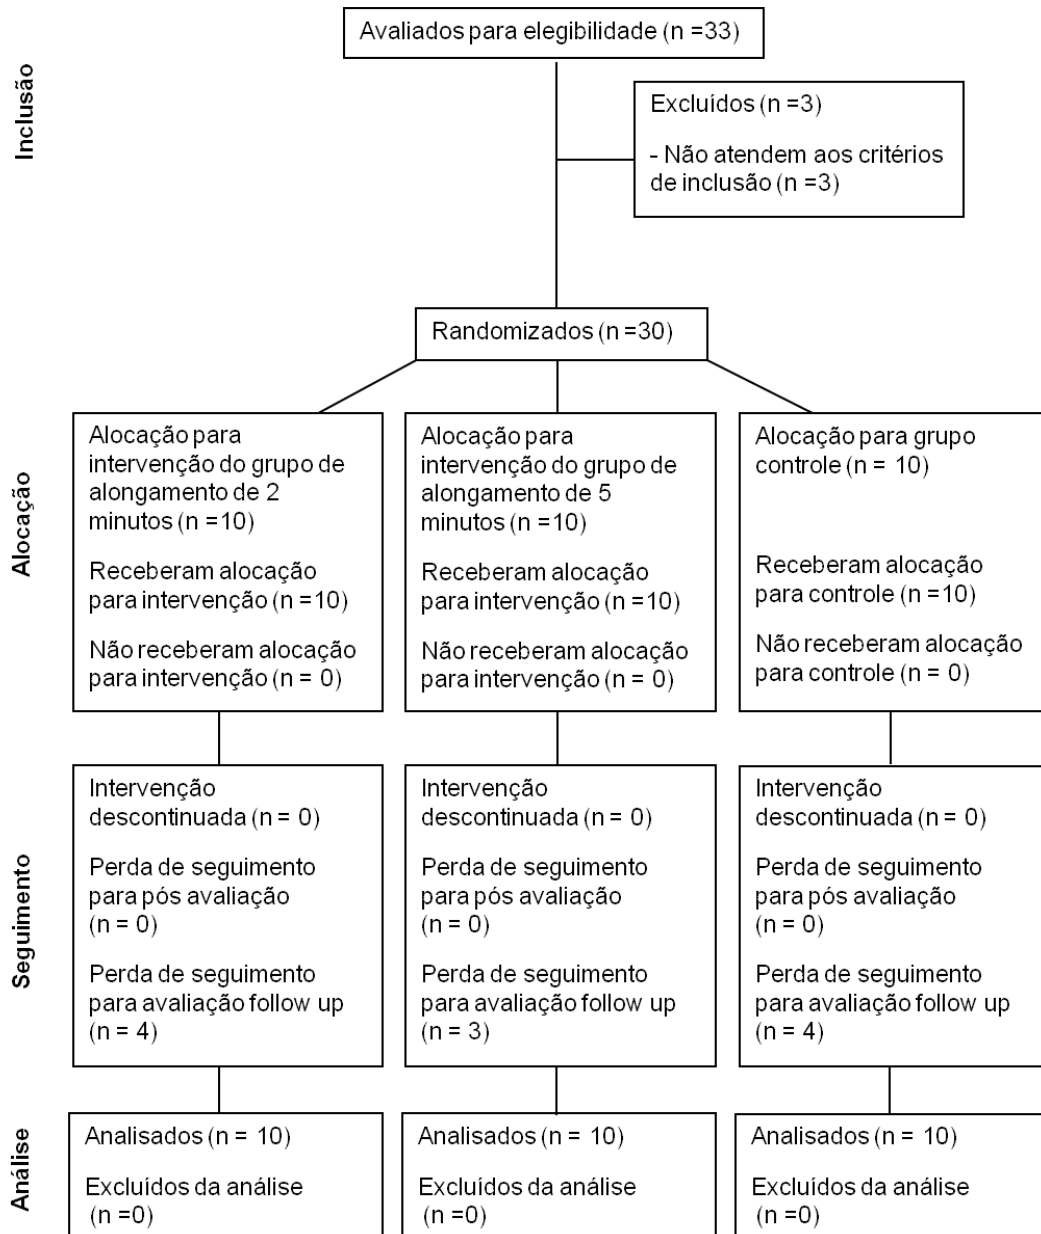 Inclusão
Avaliados para elegibilidade (n =33)
Excluídos (n =3)
- Não atendem aos critérios
de inclusão (n =3)
Randomizados (n =30)
Alocação
Alocação para
intervenção do grupo de
alongamento de 2
minutos (n =10)
Receberam alocação
para intervenção (n =10)
Não receberam alocação
para intervenção (n = 0)
Alocação para
intervenção do grupo de
alongamento de 5
minutos (n =10)
Receberam alocação
para intervenção (n =10)
Não receberam alocação
para intervenção (n = 0)
Alocação para grupo
controle (n = 10)
Receberam alocação
para controle (n =10)
Não receberam alocação
para controle (n = 0)
Seguimento
Intervenção
descontinuada (n = 0)
Perda de seguimento
para pós avaliação
(n = 0)
Perda de seguimento
para avaliação follow up
(n = 4)
Intervenção
descontinuada (n = 0)
Perda de seguimento
para pós avaliação
(n = 0)
Perda de seguimento
para avaliação follow up
(n = 3)
Intervenção
descontinuada (n = 0)
Perda de seguimento
para pós avaliação
(n = 0)
Perda de seguimento
para avaliação follow up
(n = 4)
Análise
Analisados (n = 10)
Excluídos da análise
(n =0)
Analisados (n = 10)
Excluídos da análise
(n =0)
Analisados (n = 10)
Excluídos da análise
(n =0)